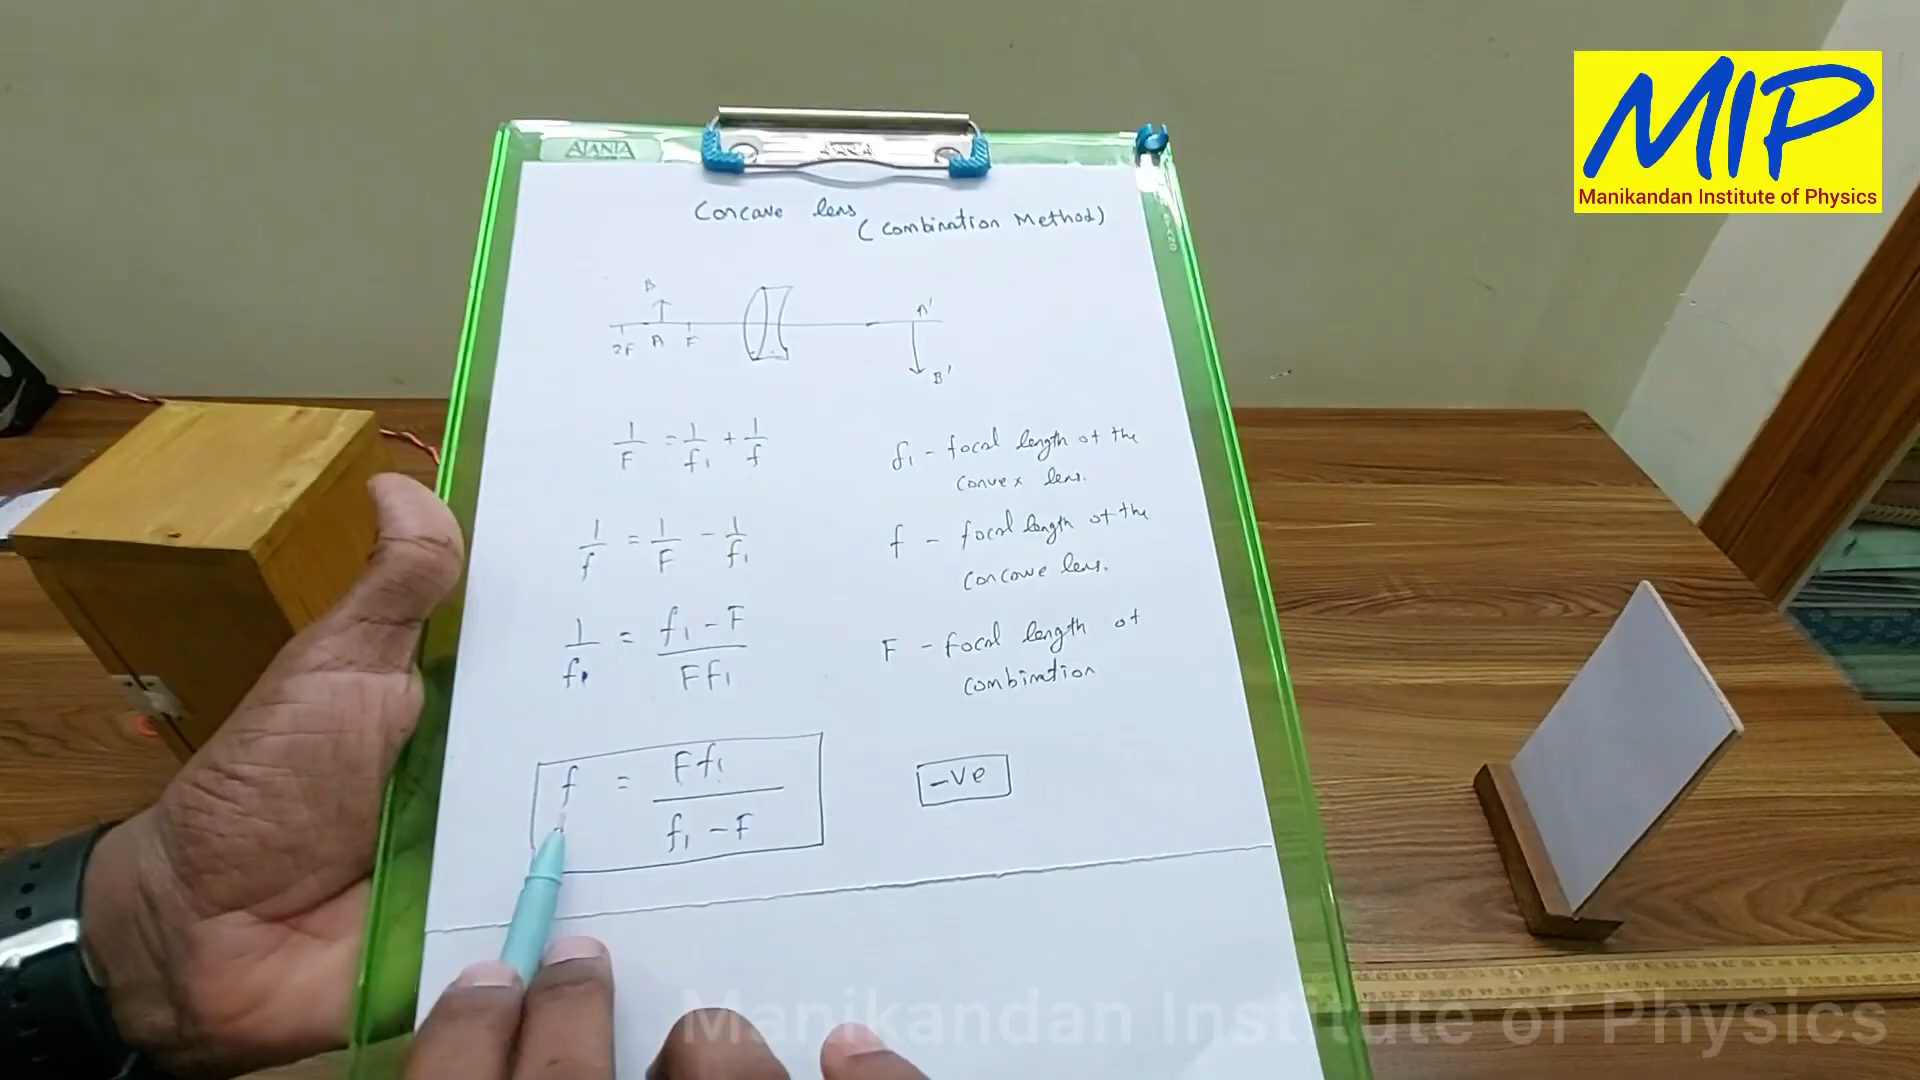 MIP
Manikandan Institute of Physics
AJANTA
Concave lens
(Combination Method)
B
A'
2F A F
B'
1/F = 1/f₁ + 1/f
f₁ - focal length of the
convex lens.
1/f = 1/F - 1/f₁
f - focal length of the
concave lens.
1/f = f₁ - F / F f₁
F - focal length of
combination
f = F f₁ / f₁ - F
-ve
Manikandan Institute of Physics